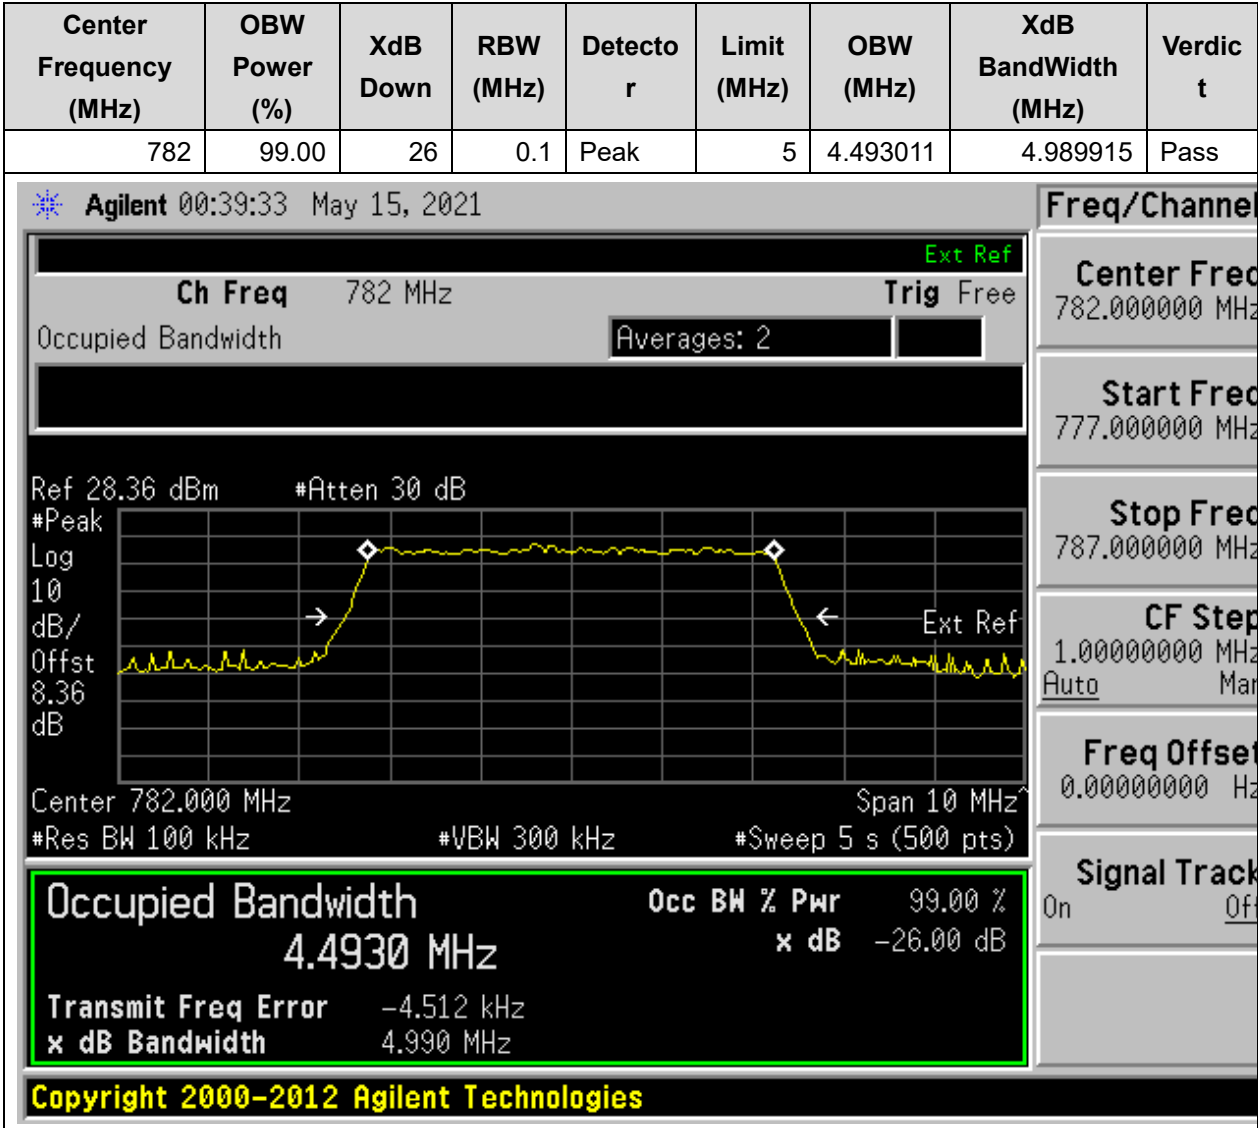 Center Frequency (MHz) OBW Power (%) XdB Down RBW (MHz) Detector Limit (MHz) OBW (MHz) XdB BandWidth (MHz) Verdict
782 99.00 26 0.1 Peak 5 4.493011 4.989915 Pass
Agilent 00:39:33 May 15, 2021
Freq/Channel
Ext Ref
Ch Freq 782 MHz Trig Free
Occupied Bandwidth Averages: 2
Center Freq
782.000000 MHz
Start Freq
777.000000 MHz
Stop Freq
787.000000 MHz
CF Step
1.00000000 MHz
Auto Man
Freq Offset
0.00000000 Hz
Signal Track
On Off
Ref 28.36 dBm #Atten 30 dB
#Peak
Log
10
dB/
Offst
8.36
dB
Ext Ref
Center 782.000 MHz Span 10 MHz^
#Res BW 100 kHz #VBW 300 kHz #Sweep 5 s (500 pts)
Occupied Bandwidth
4.4930 MHz
Occ BW % Pwr 99.00 %
x dB -26.00 dB
Transmit Freq Error -4.512 kHz
x dB Bandwidth 4.990 MHz
Copyright 2000-2012 Agilent Technologies